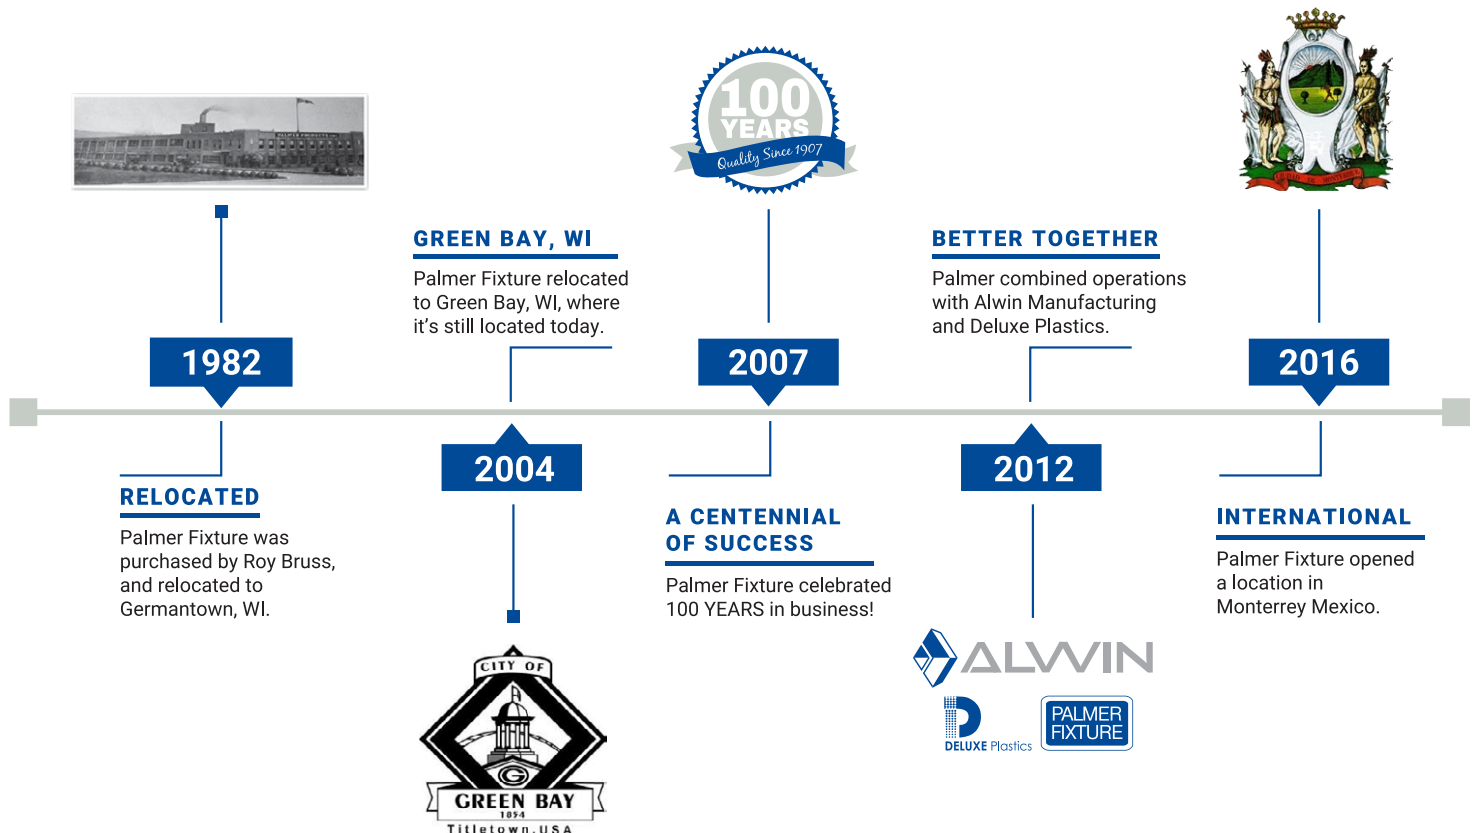 PALMER PRODUCTS
1982
RELOCATED
Palmer Fixture was
purchased by Roy Bruss,
and relocated to
Germantown, WI.
GREEN BAY, WI
Palmer Fixture relocated
to Green Bay, WI, where
it's still located today.
2004
CITY OF
G
GREEN BAY
1854
Titletown, USA
100
YEARS
Quality Since 1907
2007
A CENTENNIAL
OF SUCCESS
Palmer Fixture celebrated
100 YEARS in business!
BETTER TOGETHER
Palmer combined operations
with Alwin Manufacturing
and Deluxe Plastics.
2012
ALWIN
DELUXE Plastics
PALMER
FIXTURE
2016
INTERNATIONAL
Palmer Fixture opened
a location in
Monterrey Mexico.